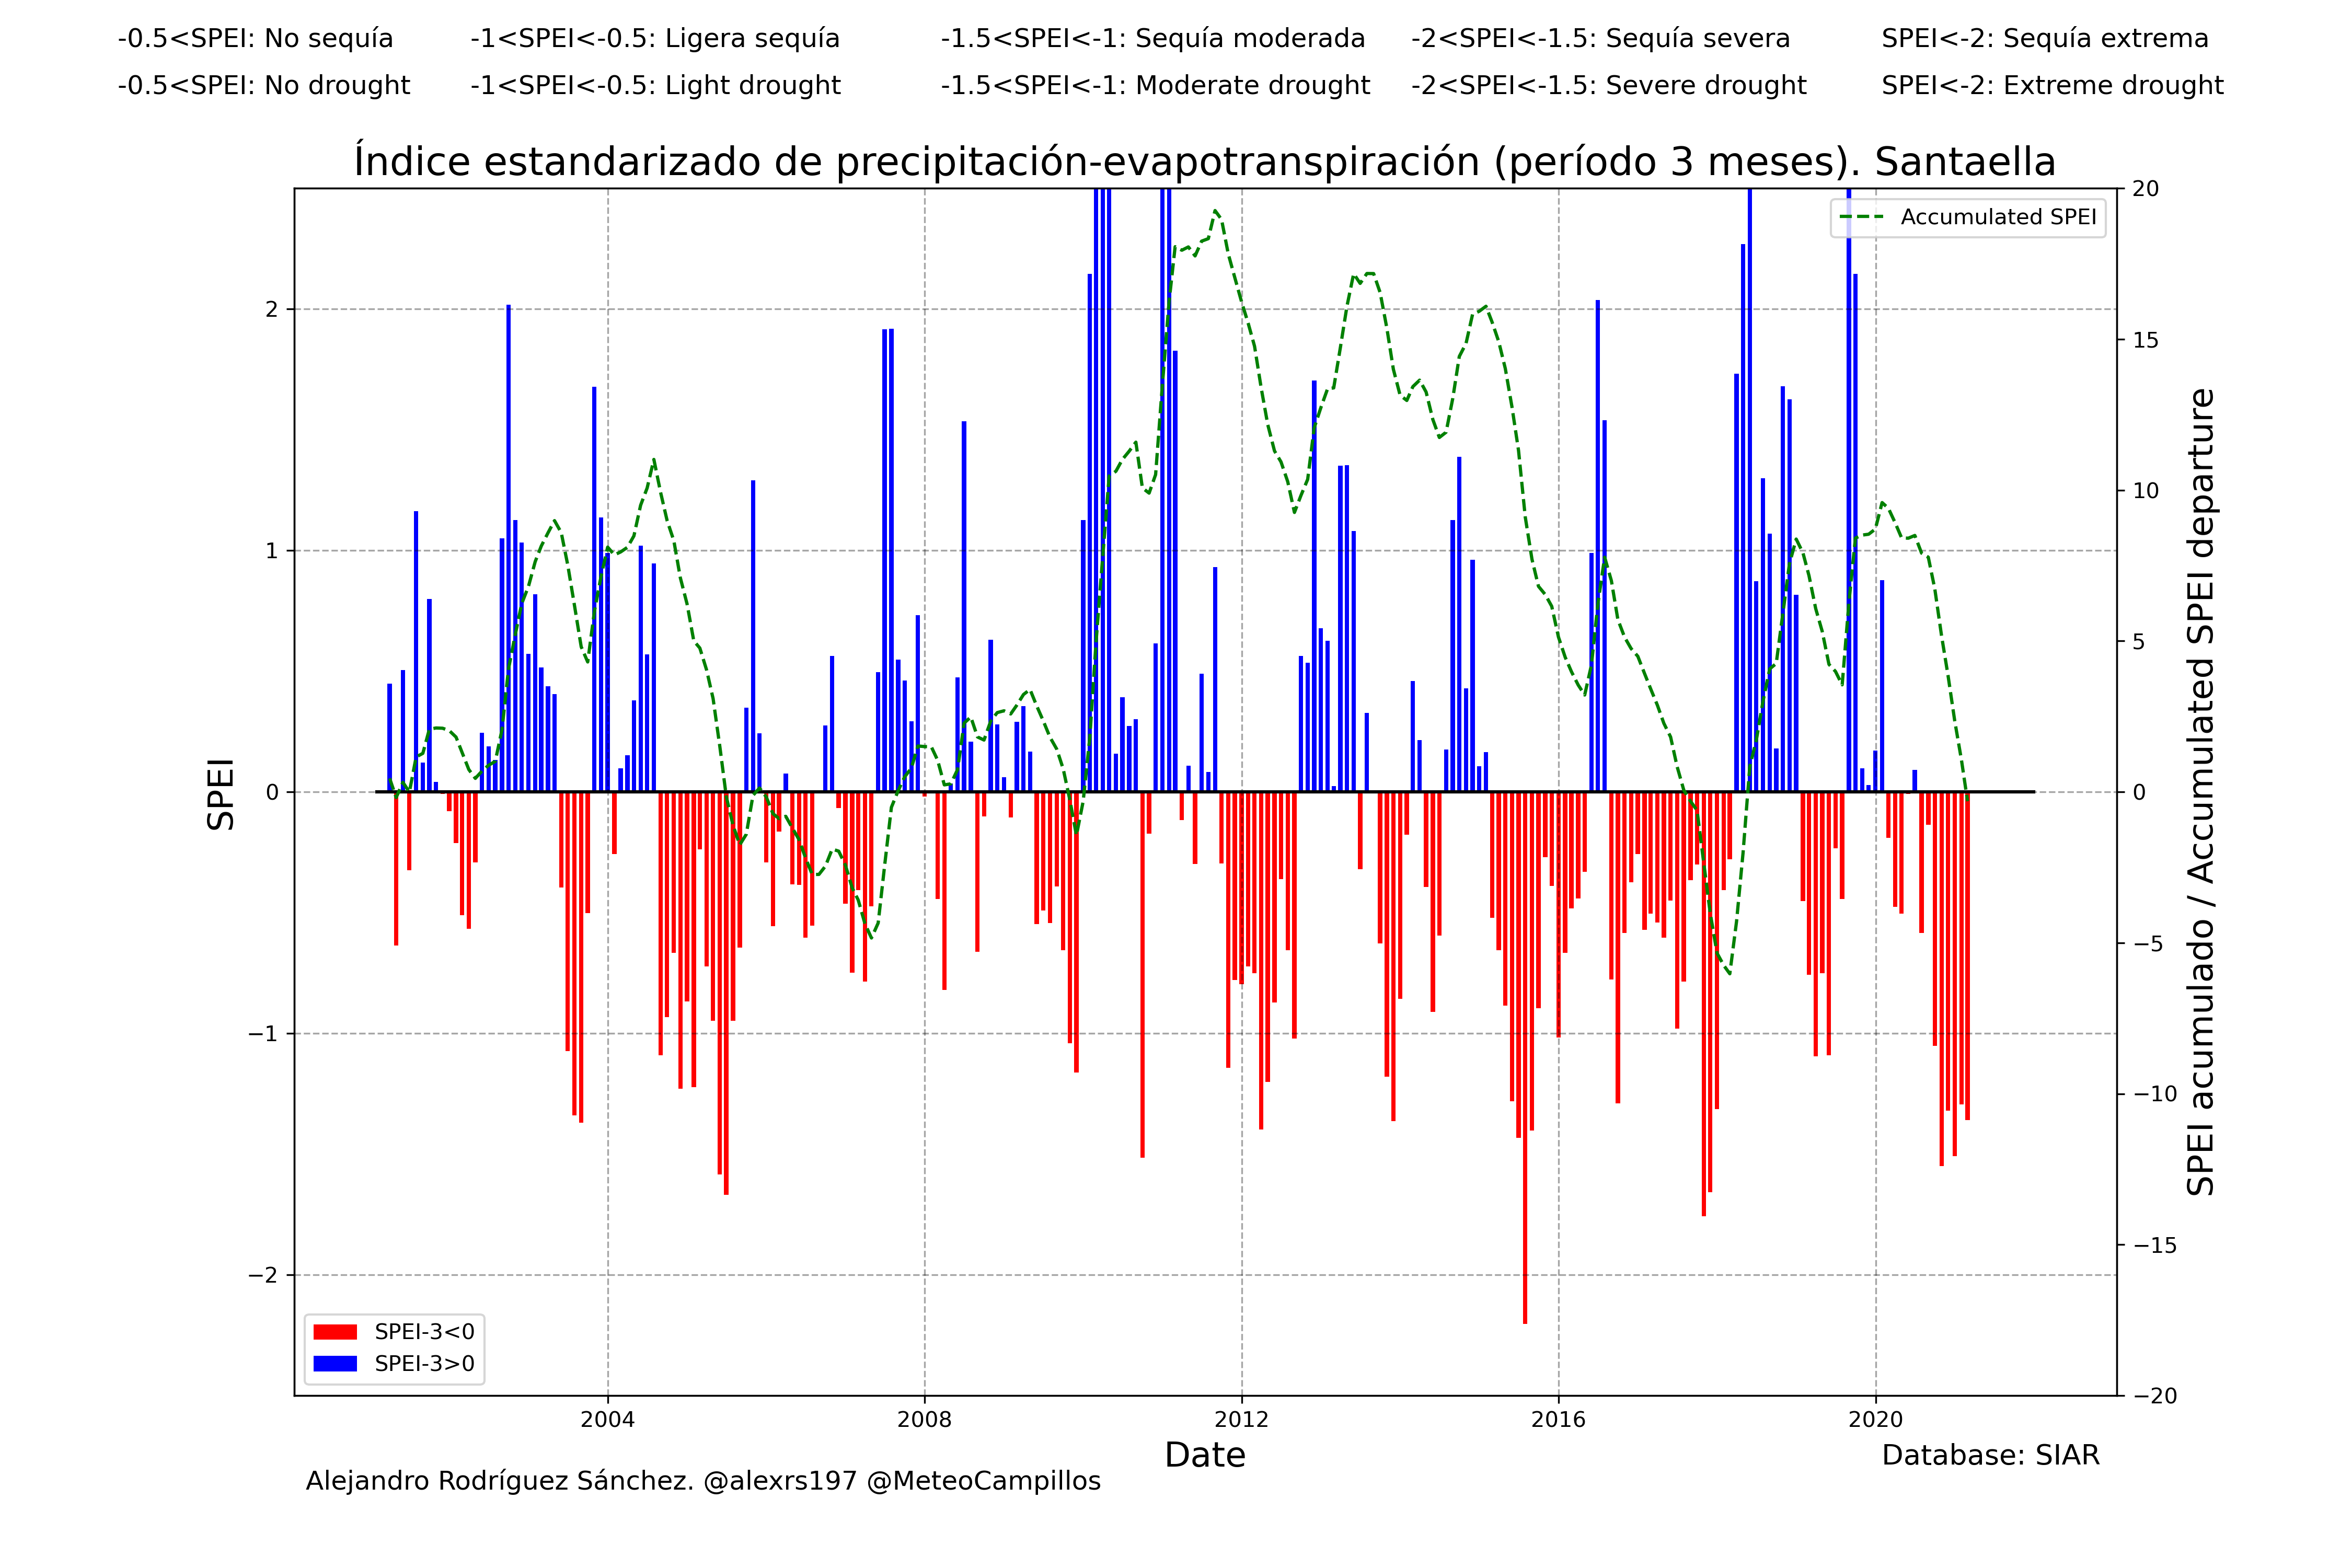 -0.5<SPEI: No sequía -1<SPEI<-0.5: Ligera sequía -1.5<SPEI<-1: Sequía moderada -2<SPEI<-1.5: Sequía severa SPEI<-2: Sequía extrema
-0.5<SPEI: No drought -1<SPEI<-0.5: Light drought -1.5<SPEI<-1: Moderate drought -2<SPEI<-1.5: Severe drought SPEI<-2: Extreme drought
Índice estandarizado de precipitación-evapotranspiración (período 3 meses). Santaella
Accumulated SPEI
SPEI
2
1
0
−1
−2
20
15
10
5
0
−5
−10
−15
−20
SPEI acumulado / Accumulated SPEI departure
SPEI-3<0
SPEI-3>0
2004 2008 2012 2016 2020
Date
Database: SIAR
Alejandro Rodríguez Sánchez. @alexrs197 @MeteoCampillos